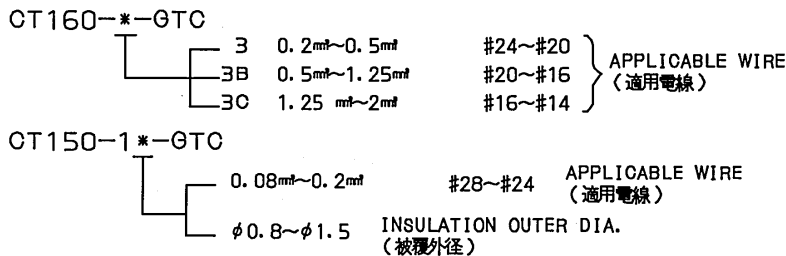 CT160-*-GTC
3 0.2㎟~0.5㎟ #24~#20
3B 0.5㎟~1.25㎟ #20~#16
3C 1.25 ㎟~2㎟ #16~#14
APPLICABLE WIRE
(適用電線)
CT150-1*-GTC
0.08㎟~0.2㎟ #28~#24 APPLICABLE WIRE
(適用電線)
φ0.8~φ1.5 INSULATION OUTER DIA.
(被覆外径)